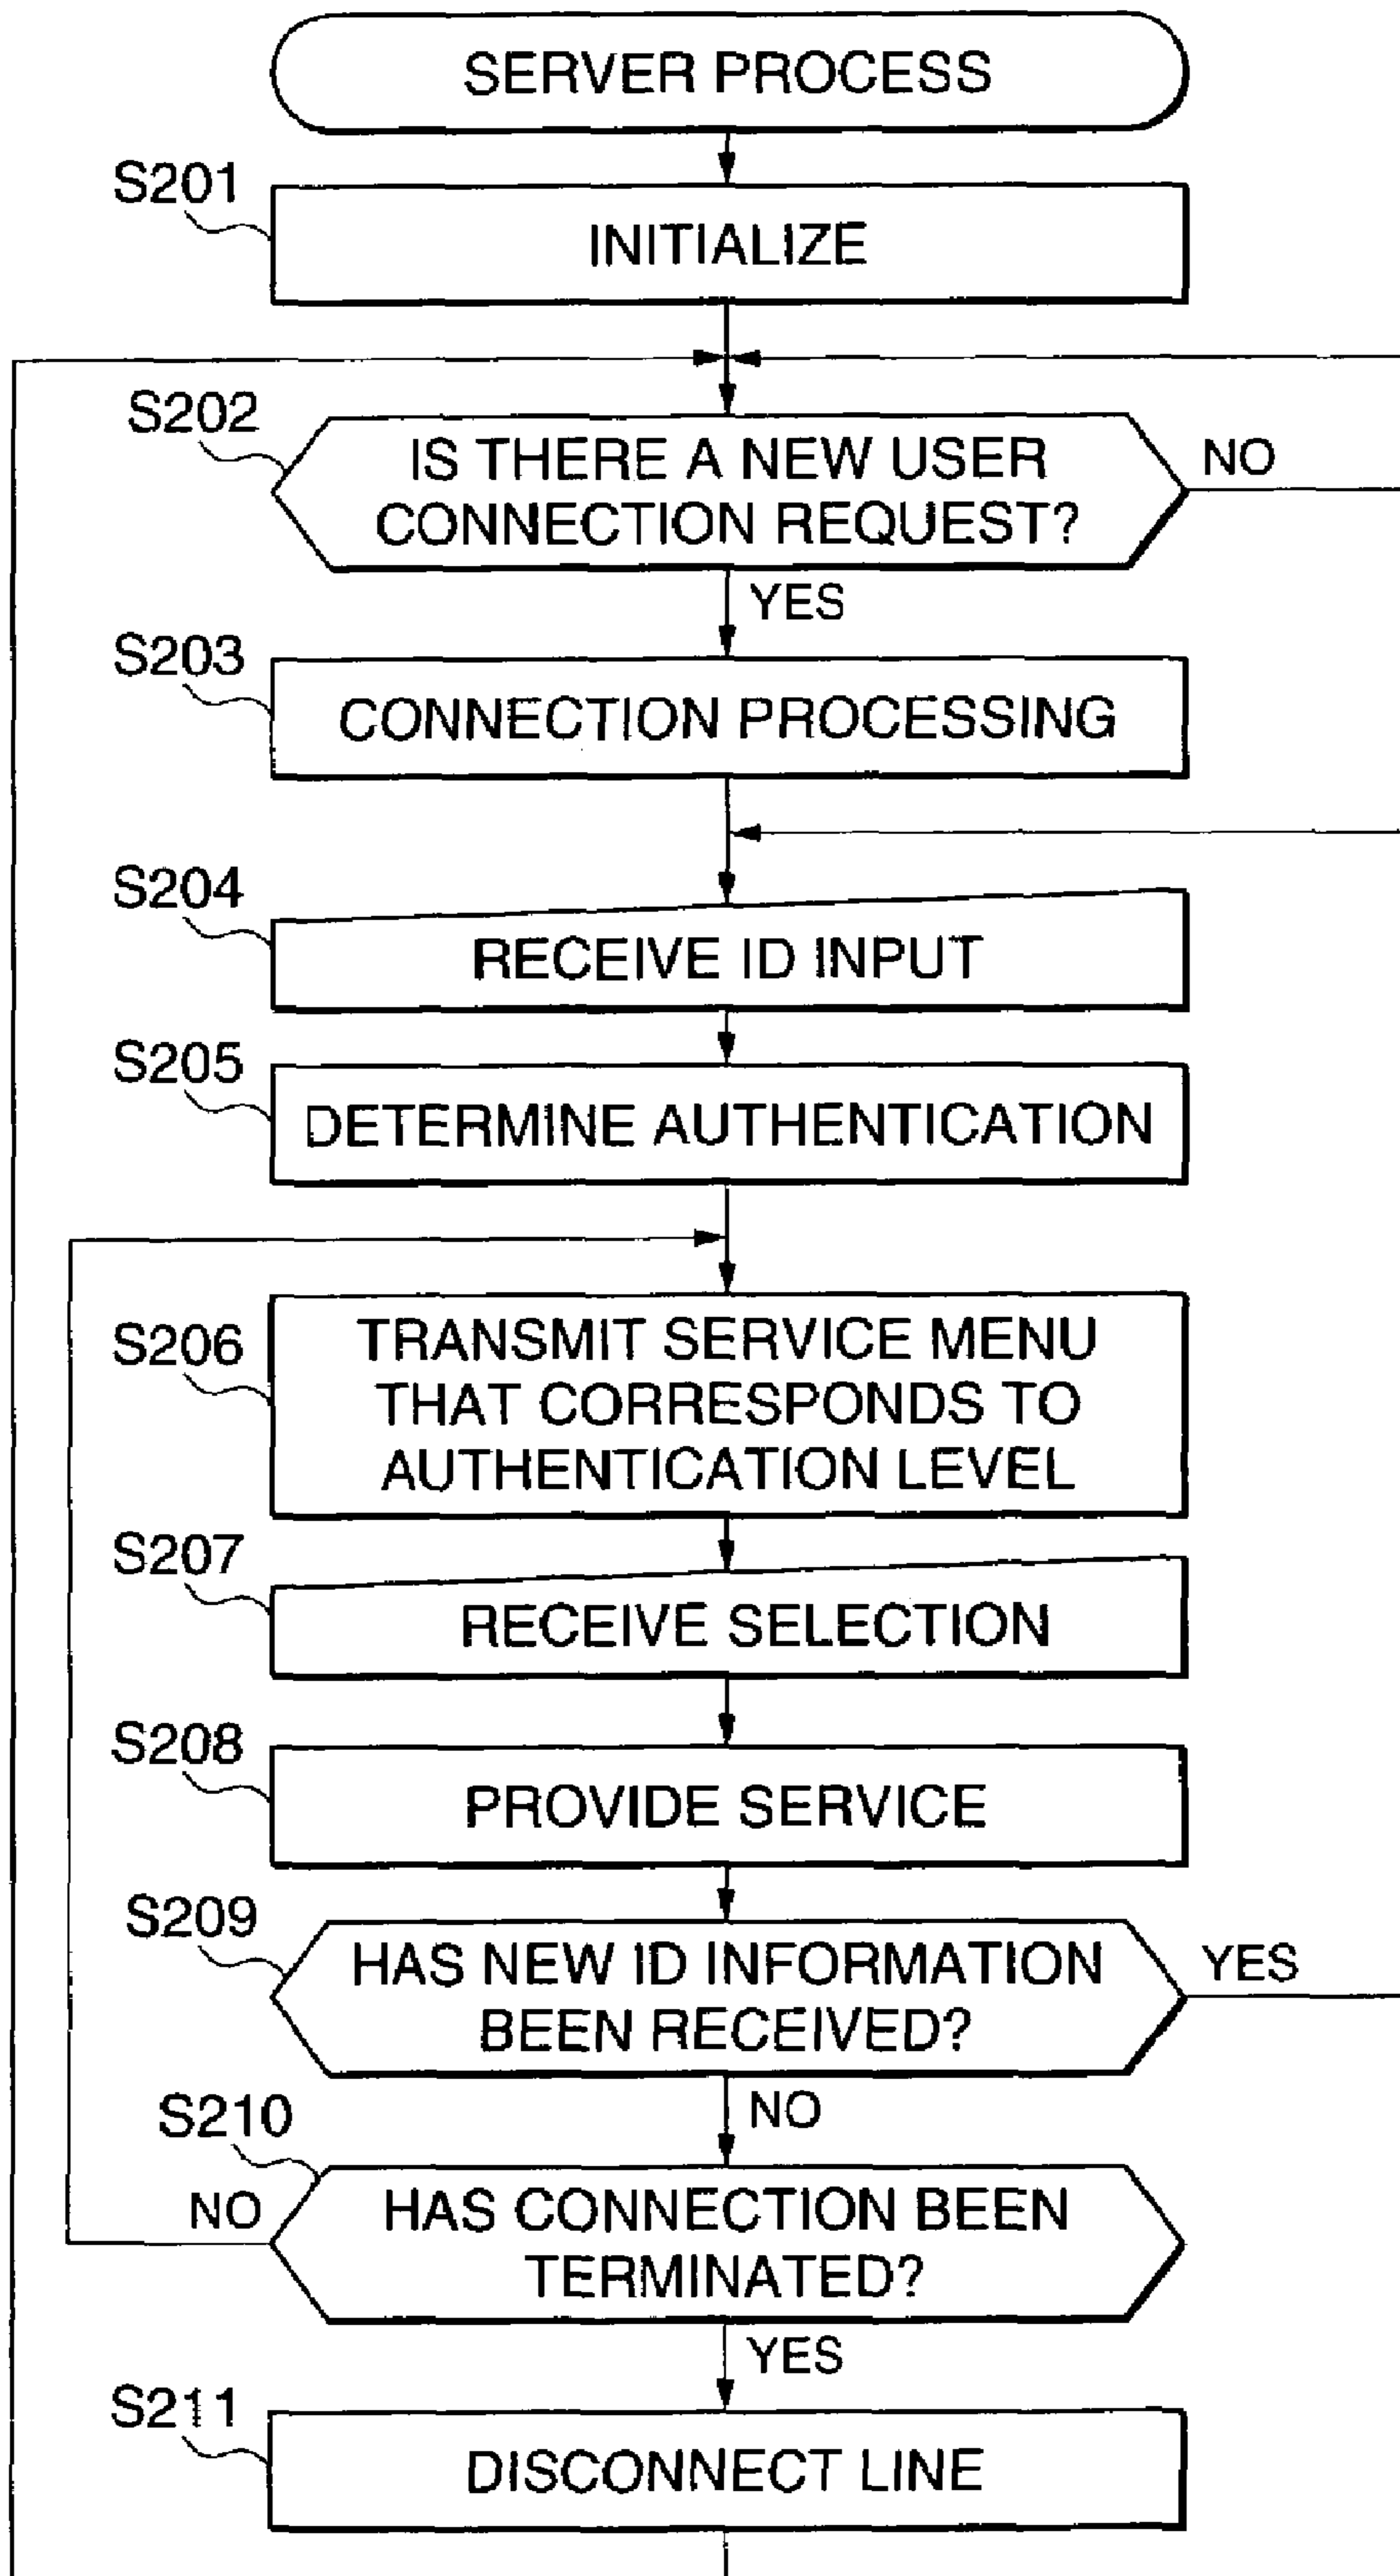 SERVER PROCESS
S201
INITIALIZE
S202
IS THERE A NEW USER
CONNECTION REQUEST?
NO
YES
S203
CONNECTION PROCESSING
S204
RECEIVE ID INPUT
S205
DETERMINE AUTHENTICATION
S206
TRANSMIT SERVICE MENU
THAT CORRESPONDS TO
AUTHENTICATION LEVEL
S207
RECEIVE SELECTION
S208
PROVIDE SERVICE
S209
HAS NEW ID INFORMATION
BEEN RECEIVED?
YES
NO
S210
HAS CONNECTION BEEN
TERMINATED?
NO
YES
S211
DISCONNECT LINE